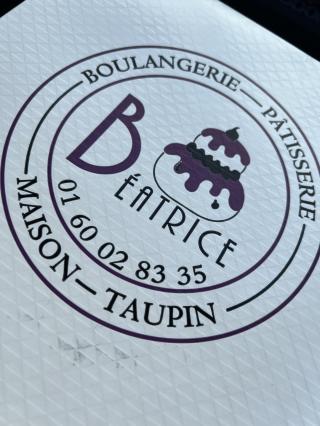 BOULANGERIE — PÂTISSERIE
BÉATRICE
01 60 02 83 35
MAISON — TAUPIN